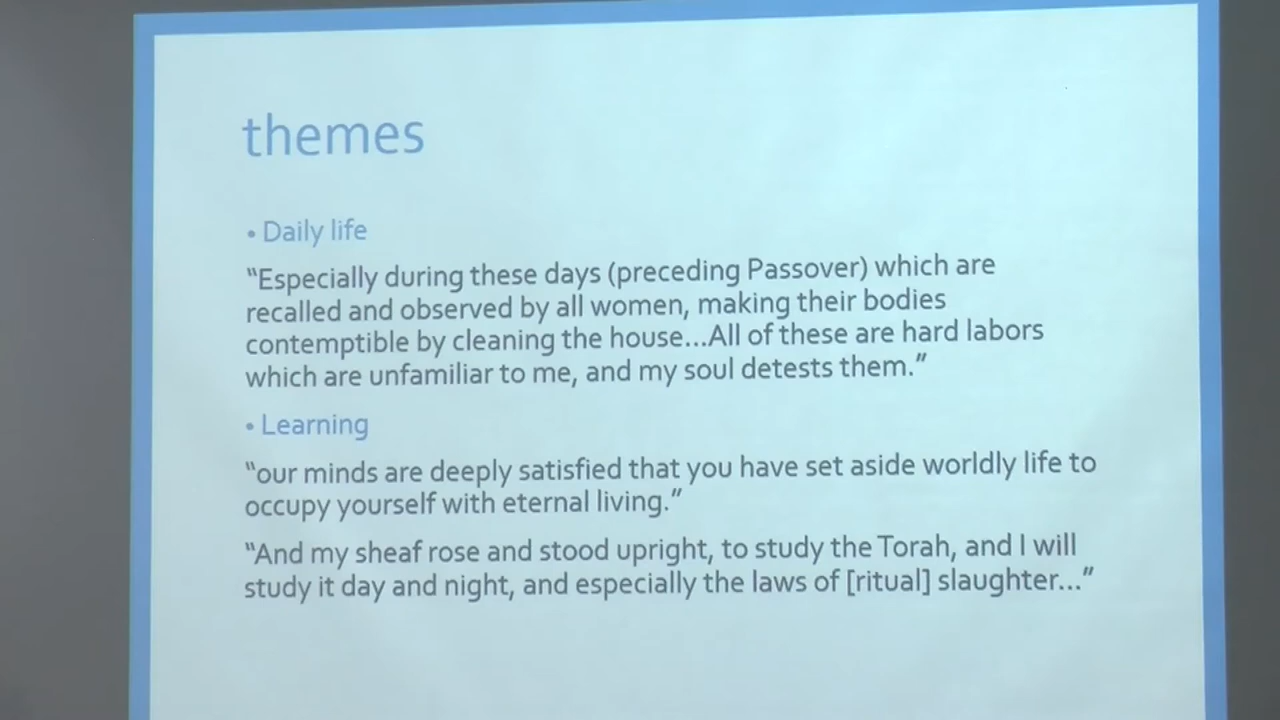 themes
• Daily life
“Especially during these days (preceding Passover) which are
recalled and observed by all women, making their bodies
contemptible by cleaning the house...All of these are hard labors
which are unfamiliar to me, and my soul detests them.”
• Learning
“our minds are deeply satisfied that you have set aside worldly life to
occupy yourself with eternal living.”
“And my sheaf rose and stood upright, to study the Torah, and I will
study it day and night, and especially the laws of [ritual] slaughter...”